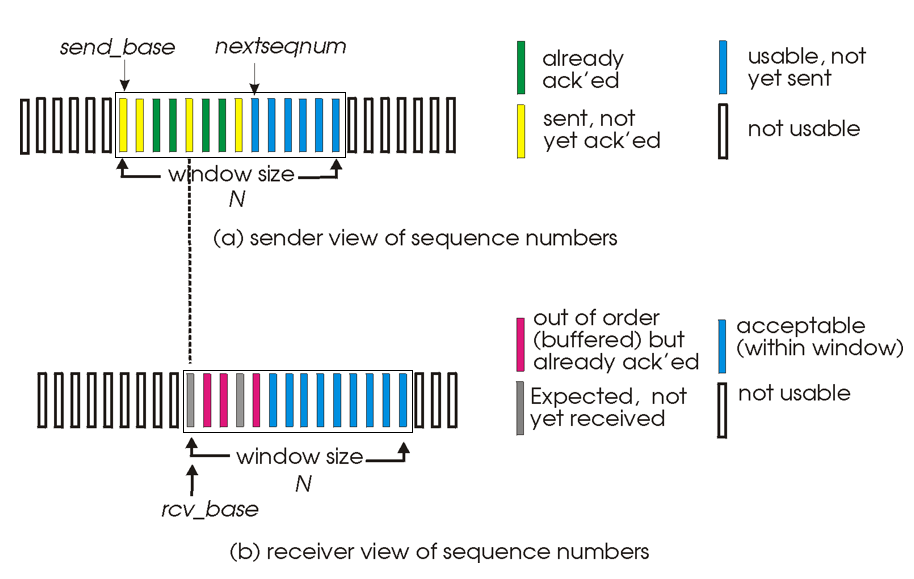 send_base
nextseqnum
already
ack'ed
usable, not
yet sent
sent, not
yet ack'ed
not usable
window size
N
(a) sender view of sequence numbers
out of order
(buffered) but
already ack'ed
acceptable
(within window)
Expected, not
yet received
not usable
window size
N
rcv_base
(b) receiver view of sequence numbers